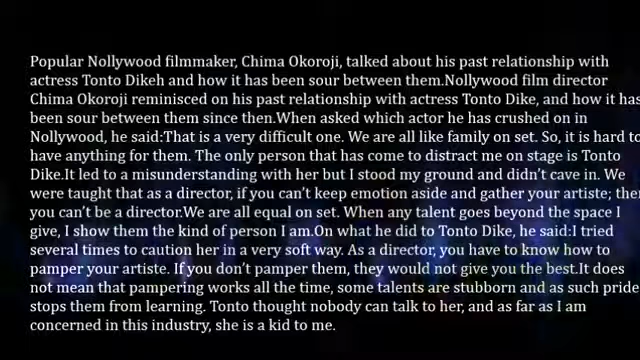 Popular Nollywood filmmaker, Chima Okoroji, talked about his past relationship with
actress Tonto Dikeh and how it has been sour between them.Nollywood film director
Chima Okoroji reminisced on his past relationship with actress Tonto Dike, and how it has
been sour between them since then.When asked which actor he has crushed on in
Nollywood, he said:That is a very difficult one. We are all like family on set. So, it is hard to
have anything for them. The only person that has come to distract me on stage is Tonto
Dike.It led to a misunderstanding with her but I stood my ground and didn't cave in. We
were taught that as a director, if you can't keep emotion aside and gather your artiste; then
you can't be a director.We are all equal on set. When any talent goes beyond the space I
give, I show them the kind of person I am.On what he did to Tonto Dike, he said:I tried
several times to caution her in a very soft way. As a director, you have to know how to
pamper your artiste. If you don't pamper them, they would not give you the best.It does
not mean that pampering works all the time, some talents are stubborn and as such pride
stops them from learning. Tonto thought nobody can talk to her, and as far as I am
concerned in this industry, she is a kid to me.